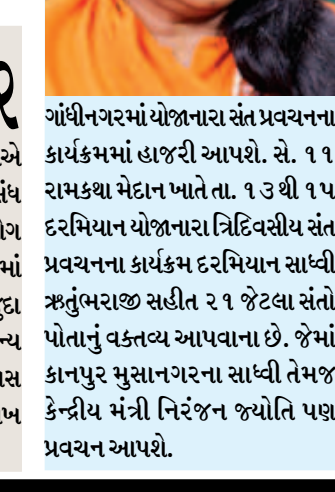 ર
ગાંધીનગરમાં યોજાનારા સંત પ્રવચનના
કાર્યક્રમમાં હાજરી આપશે. સે. ૧૧
રામકથા મેદાન ખાતે તા. ૧૩થી ૧૫
દરમિયાન યોજાનારા ત્રિદિવસીય સંત
પ્રવચનના કાર્યક્રમ દરમિયાન સાધ્વી
ઋતુંભરાજી સહીત ૨૧ જેટલા સંતો
પોતાનું વક્તવ્ય આપવાના છે. જેમાં
કાનપુર મુસાનગરના સાધ્વી તેમજ
કેન્દ્રીય મંત્રી નિરંજન જ્યોતિ પણ
પ્રવચન આપશે.